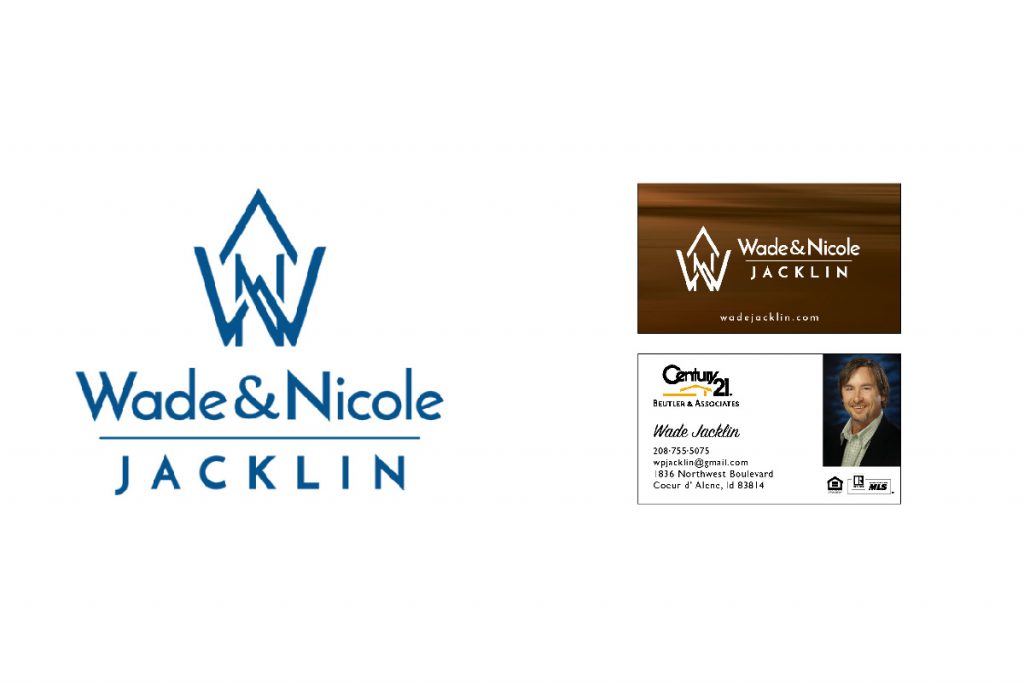 Wade & Nicole
JACKLIN
Wade & Nicole
JACKLIN
wadejacklin.com
Century 21
BEUTLER & ASSOCIATES
Wade Jacklin
208·755·5075
wpjacklin@gmail.com
1836 Northwest Boulevard
Coeur d' Alene, Id 83814
R MLS